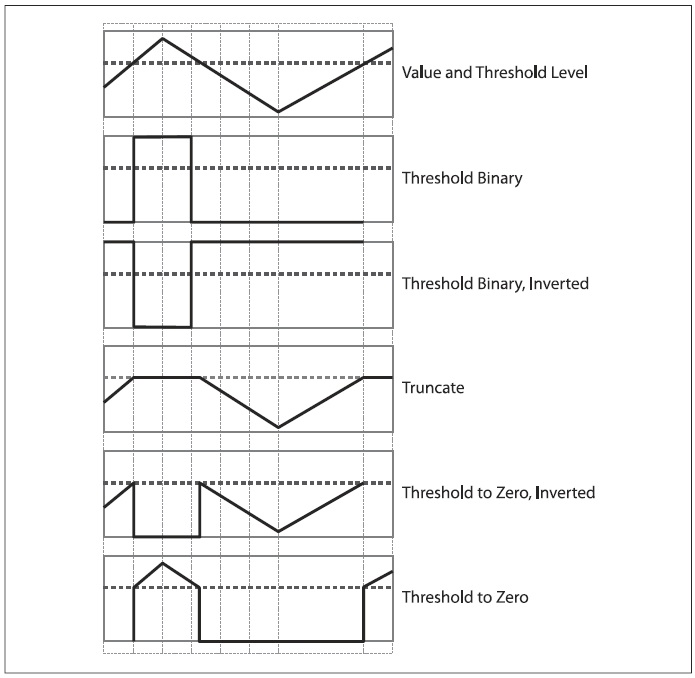 Value and Threshold Level
Threshold Binary
Threshold Binary, Inverted
Truncate
Threshold to Zero, Inverted
Threshold to Zero